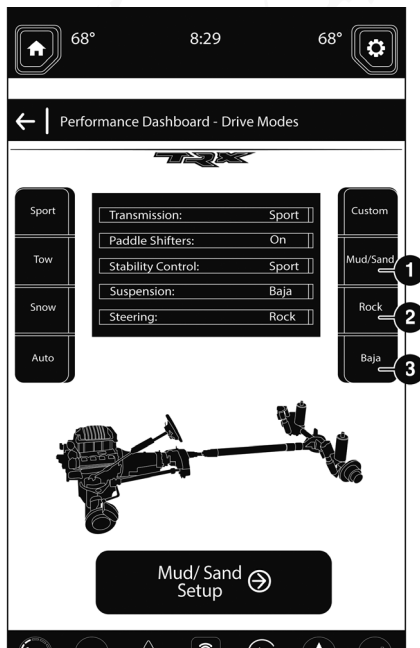 68° 8:29 68°
Performance Dashboard - Drive Modes
TRX
Sport
Tow
Snow
Auto
Transmission: Sport
Paddle Shifters: On
Stability Control: Sport
Suspension: Baja
Steering: Rock
Custom
Mud/Sand
Rock
Baja
1
2
3
Mud/ Sand
Setup